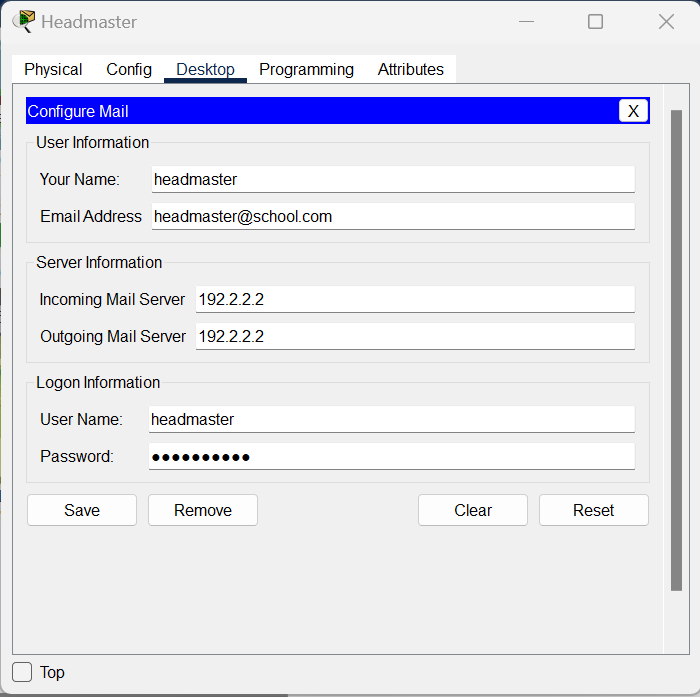 Headmaster
Physical Config Desktop Programming Attributes
Configure Mail X
User Information
Your Name: headmaster
Email Address headmaster@school.com
Server Information
Incoming Mail Server 192.2.2.2
Outgoing Mail Server 192.2.2.2
Logon Information
User Name: headmaster
Password: ●●●●●●●●●●
Save Remove Clear Reset
Top